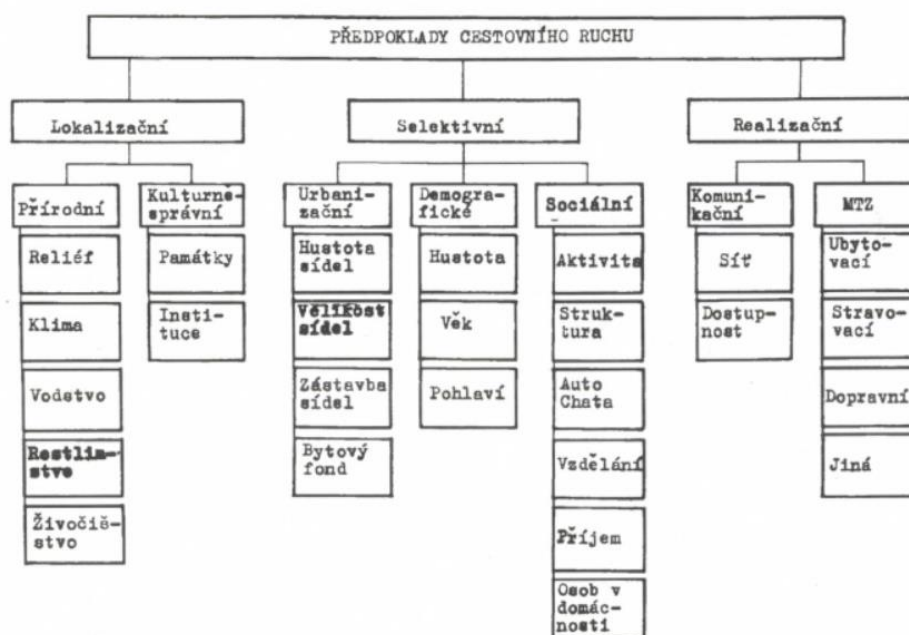 PŘEDPOKLADY CESTOVNÍHO RUCHU
Lokalizační
Selektivní
Realizační
Přírodní
Kulturně-
správní
Urbani-
zační
Demogra-
fické
Sociální
Komuni-
kační
MTZ
Reliéf
Klima
Vodstvo
Rostlin-
stvo
Živočiš-
stvo
Památky
Insti-
tuce
Hustota
sídel
Velikost
sídel
Zástavba
sídel
Bytový
fond
Hustota
Věk
Pohlaví
Aktivita
Struk-
tura
Auto
Chata
Vzdělání
Příjem
Osob v
domác-
nosti
Síť
Dostup-
nost
Ubyto-
vací
Stravo-
vací
Dopravní
Jiná